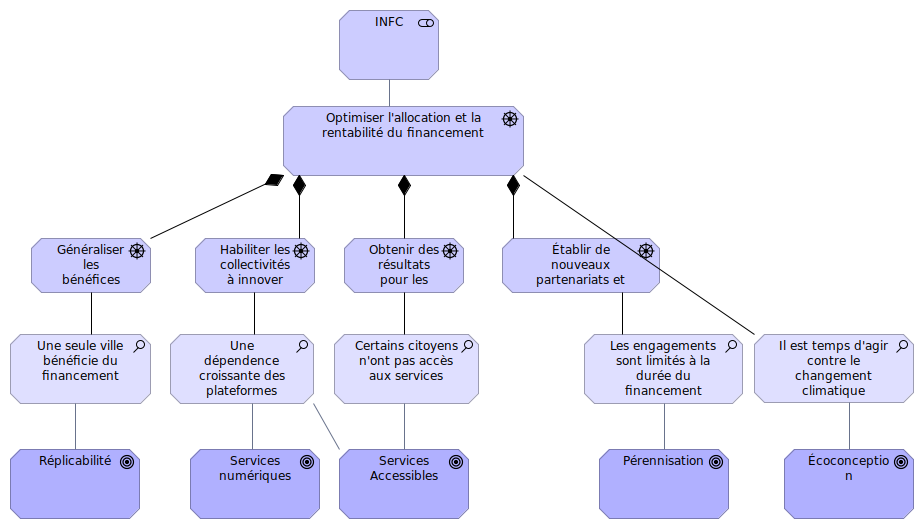 INFC
Optimiser l'allocation et la
rentabilité du financement
Généraliser
les
bénéfices
Habiliter les
collectivités
à innover
Obtenir des
résultats
pour les
Établir de
nouveaux
partenariats et
Une seule ville
bénéficie du
financement
Une
dépendence
croissante des
plateformes
Certains citoyens
n'ont pas accès
aux services
Les engagements
sont limités à la
durée du
financement
Il est temps d'agir
contre le
changement
climatique
Réplicabilité
Services
numériques
Services
Accessibles
Pérennisation
Écoconceptio
n